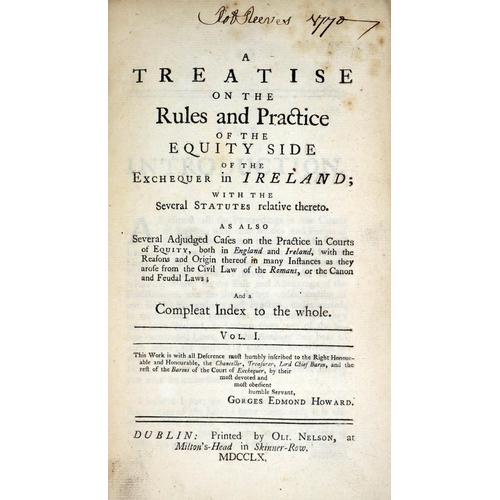 Robt Reeves 1770
A
TREATISE
ON THE
Rules and Practice
OF THE
EQUITY SIDE
OF THE
EXCHEQUER in IRELAND;
WITH THE
Several STATUTES relative thereto.
AS ALSO
Several Adjudged Cases on the Practice in Courts
of EQUITY, both in England and Ireland, with the
Reasons and Origin thereof in many Instances as they
arose from the Civil Law of the Romans, or the Canon
and Feudal Laws;
And a
Compleat Index to the whole.
VOL. I.
This Work is with all Deference most humbly inscribed to the Right Honour-
able and Honourable, the Chancellor, Treasurer, Lord Chief Baron, and the
rest of the Barons of the Court of Exchequer, by their
most devoted and
most obedient
humble Servant,
GORGES EDMOND HOWARD.
DUBLIN: Printed by OLI. NELSON, at
Milton's-Head in Skinner-Row.
MDCCLX.